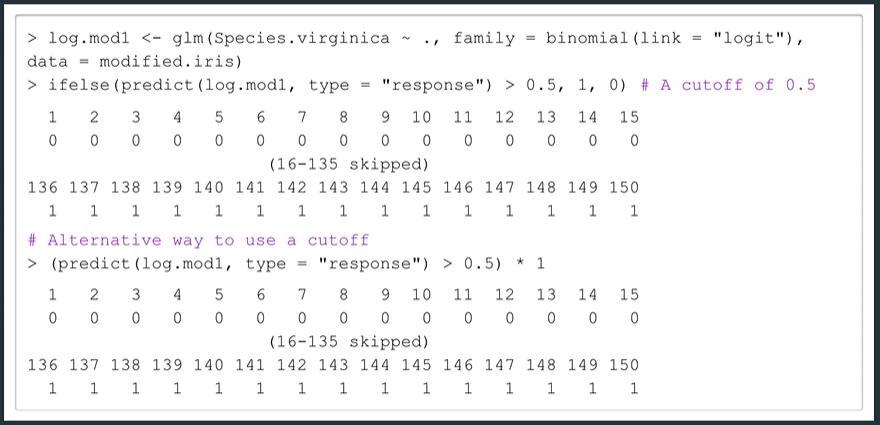 > log.mod1 <- glm(Species.virginica ~ ., family = binomial(link = "logit"),
data = modified.iris)
> ifelse(predict(log.mod1, type = "response") > 0.5, 1, 0) # A cutoff of 0.5
1 2 3 4 5 6 7 8 9 10 11 12 13 14 15
0 0 0 0 0 0 0 0 0 0 0 0 0 0 0
(16-135 skipped)
136 137 138 139 140 141 142 143 144 145 146 147 148 149 150
1 1 1 1 1 1 1 1 1 1 1 1 1 1 1
# Alternative way to use a cutoff
> (predict(log.mod1, type = "response") > 0.5) * 1
1 2 3 4 5 6 7 8 9 10 11 12 13 14 15
0 0 0 0 0 0 0 0 0 0 0 0 0 0 0
(16-135 skipped)
136 137 138 139 140 141 142 143 144 145 146 147 148 149 150
1 1 1 1 1 1 1 1 1 1 1 1 1 1 1